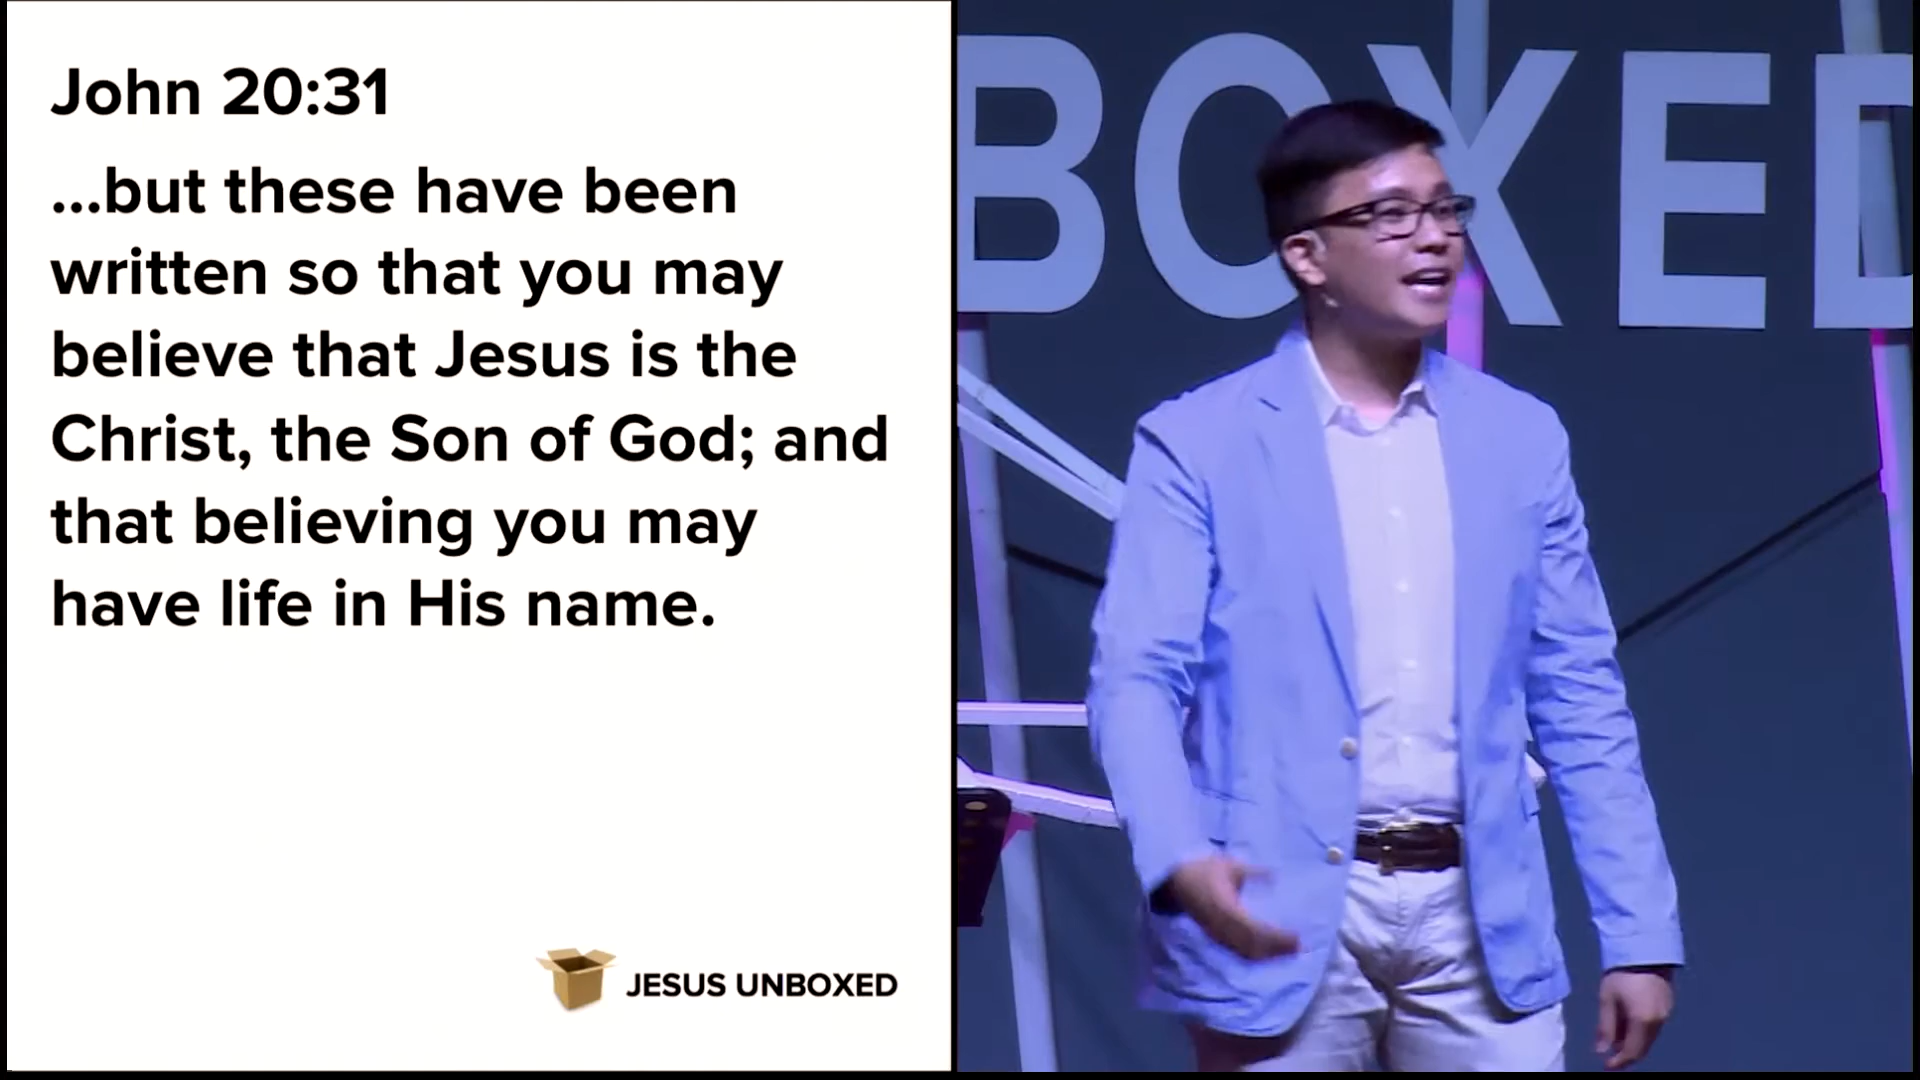 John 20:31
...but these have been
written so that you may
believe that Jesus is the
Christ, the Son of God; and
that believing you may
have life in His name.
JESUS UNBOXED
BOXED